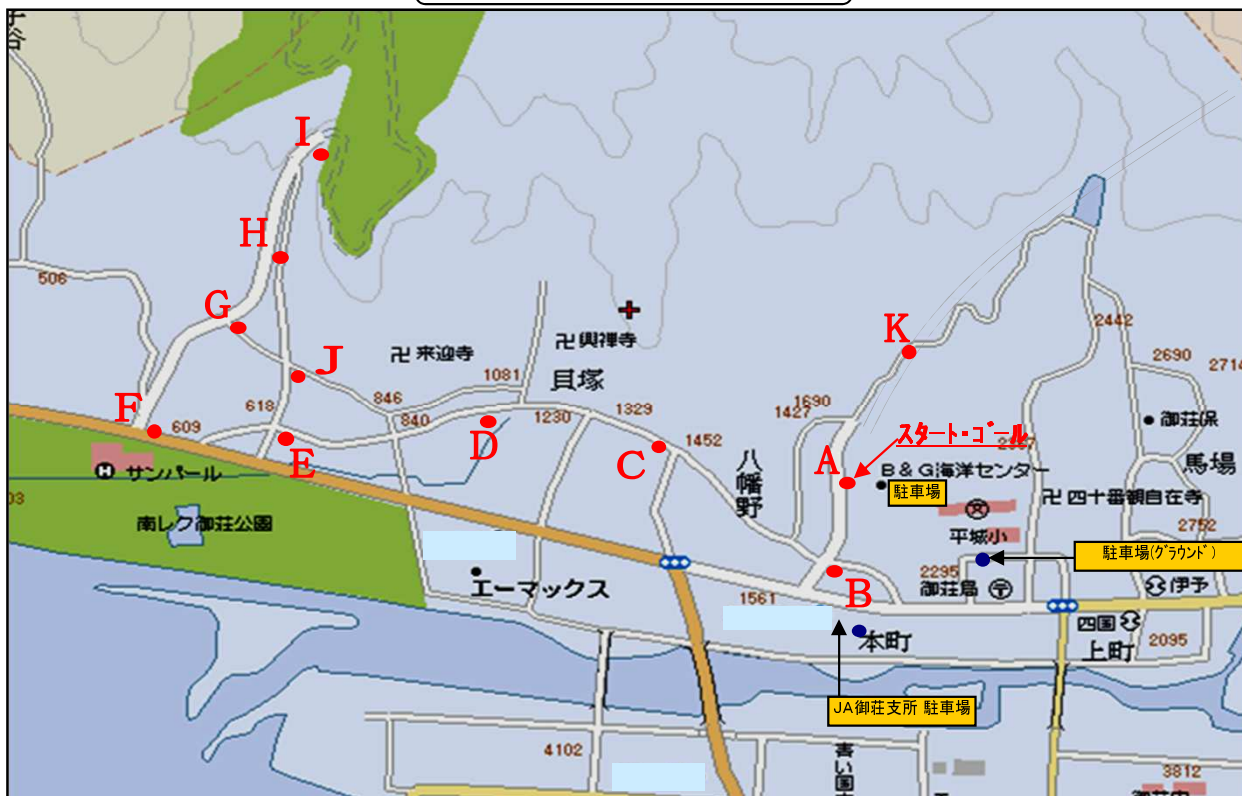 506
I
H
G
F
609
618
J
卍来迎寺
846
840
1081
卍興禅寺
貝塚
1230
1329
D
E
C
1452
八幡野
1427
1690
K
A
スタート・ゴール
B&G海洋センター
駐車場
2442
2690
2714
御荘保
馬場
卍四十番観自在寺
平城小
2752
駐車場(グラウンド)
2295
御荘局
伊予
B
1561
四国
2095
上町
本町
JA御荘支所 駐車場
H サンパール
南レク御荘公園
03
エーマックス
4102
3812